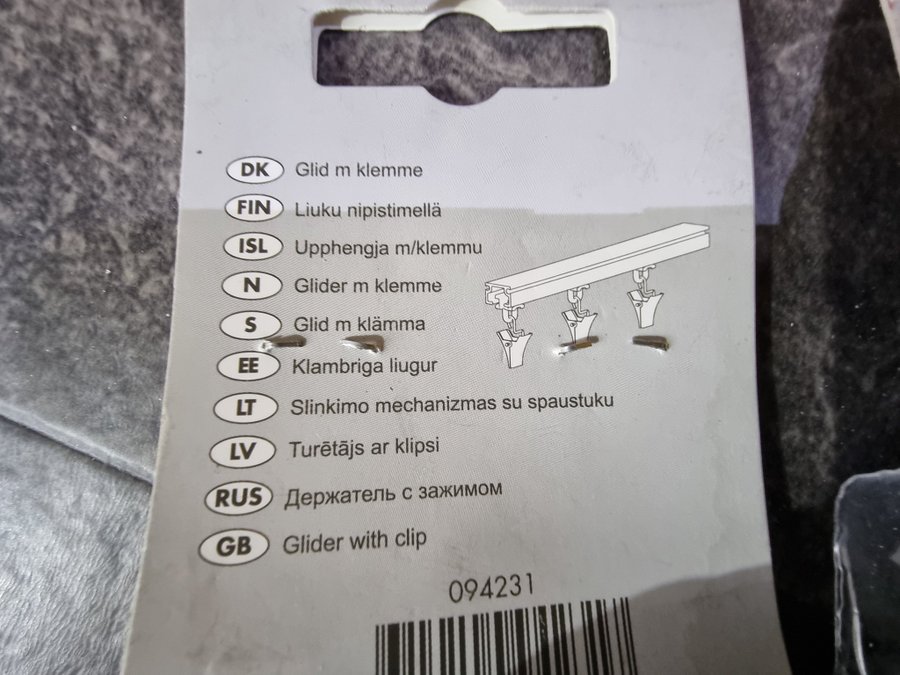 DK Glid m klemme
FIN Liuku nipistimellä
ISL Upphengja m/klemmu
N Glider m klemme
S Glid m klämma
EE Klambriga liugur
LT Slinkimo mechanizmas su spaustuku
LV Turētājs ar klipsi
RUS Держатель с зажимом
GB Glider with clip
094231